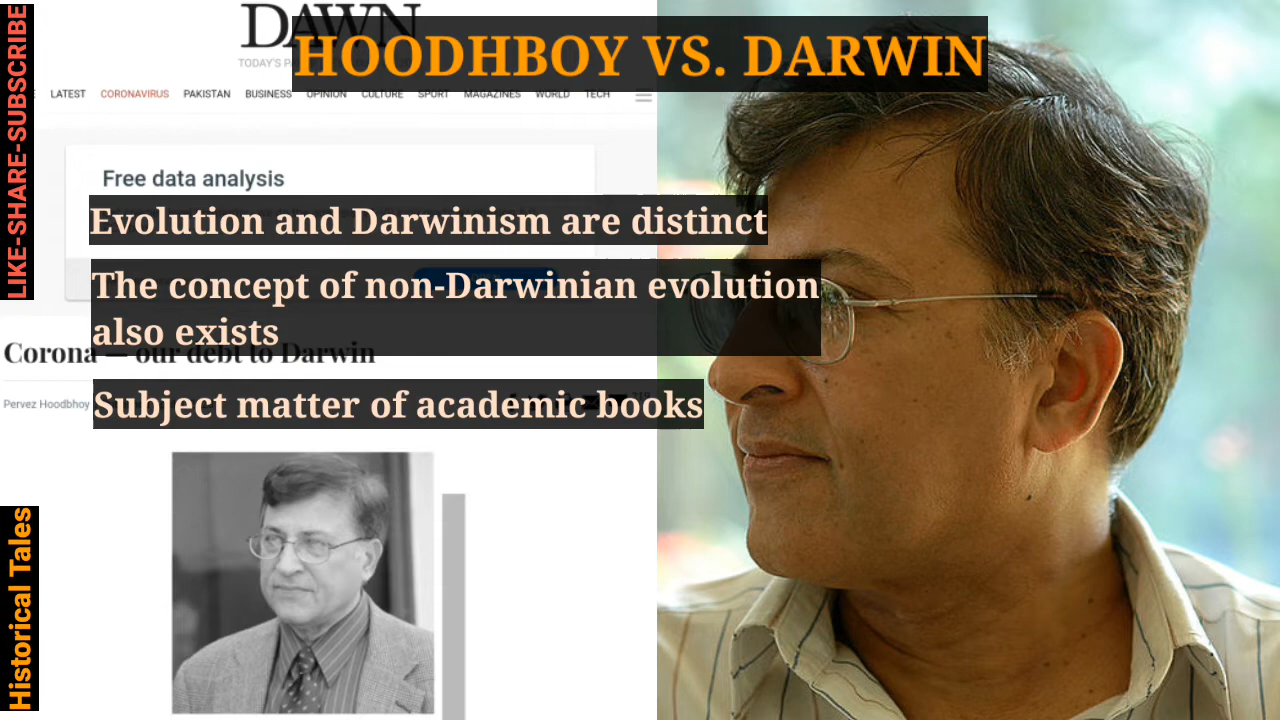 DAWN
HOODHBOY VS. DARWIN
TODAY'S
LATEST CORONAVIRUS PAKISTAN BUSINESS OPINION CULTURE SPORT MAGAZINES WORLD TECH
LIKE-SHARE-SUBSCRIBE
Free data analysis
Evolution and Darwinism are distinct
The concept of non-Darwinian evolution
also exists
Corona — our debt to Darwin
Pervez Hoodbhoy
Subject matter of academic books
Historical Tales